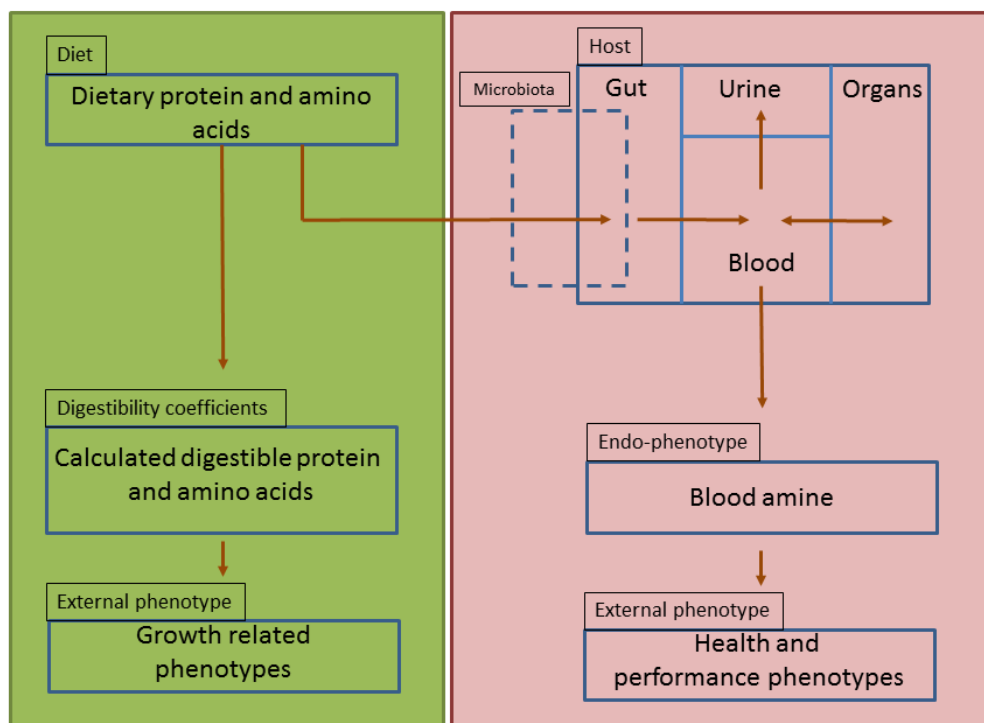 Diet
Dietary protein and amino
acids
Digestibility coefficients
Calculated digestible protein
and amino acids
External phenotype
Growth related
phenotypes
Host
Microbiota
Gut
Urine
Organs
Blood
Endo-phenotype
Blood amine
External phenotype
Health and
performance phenotypes